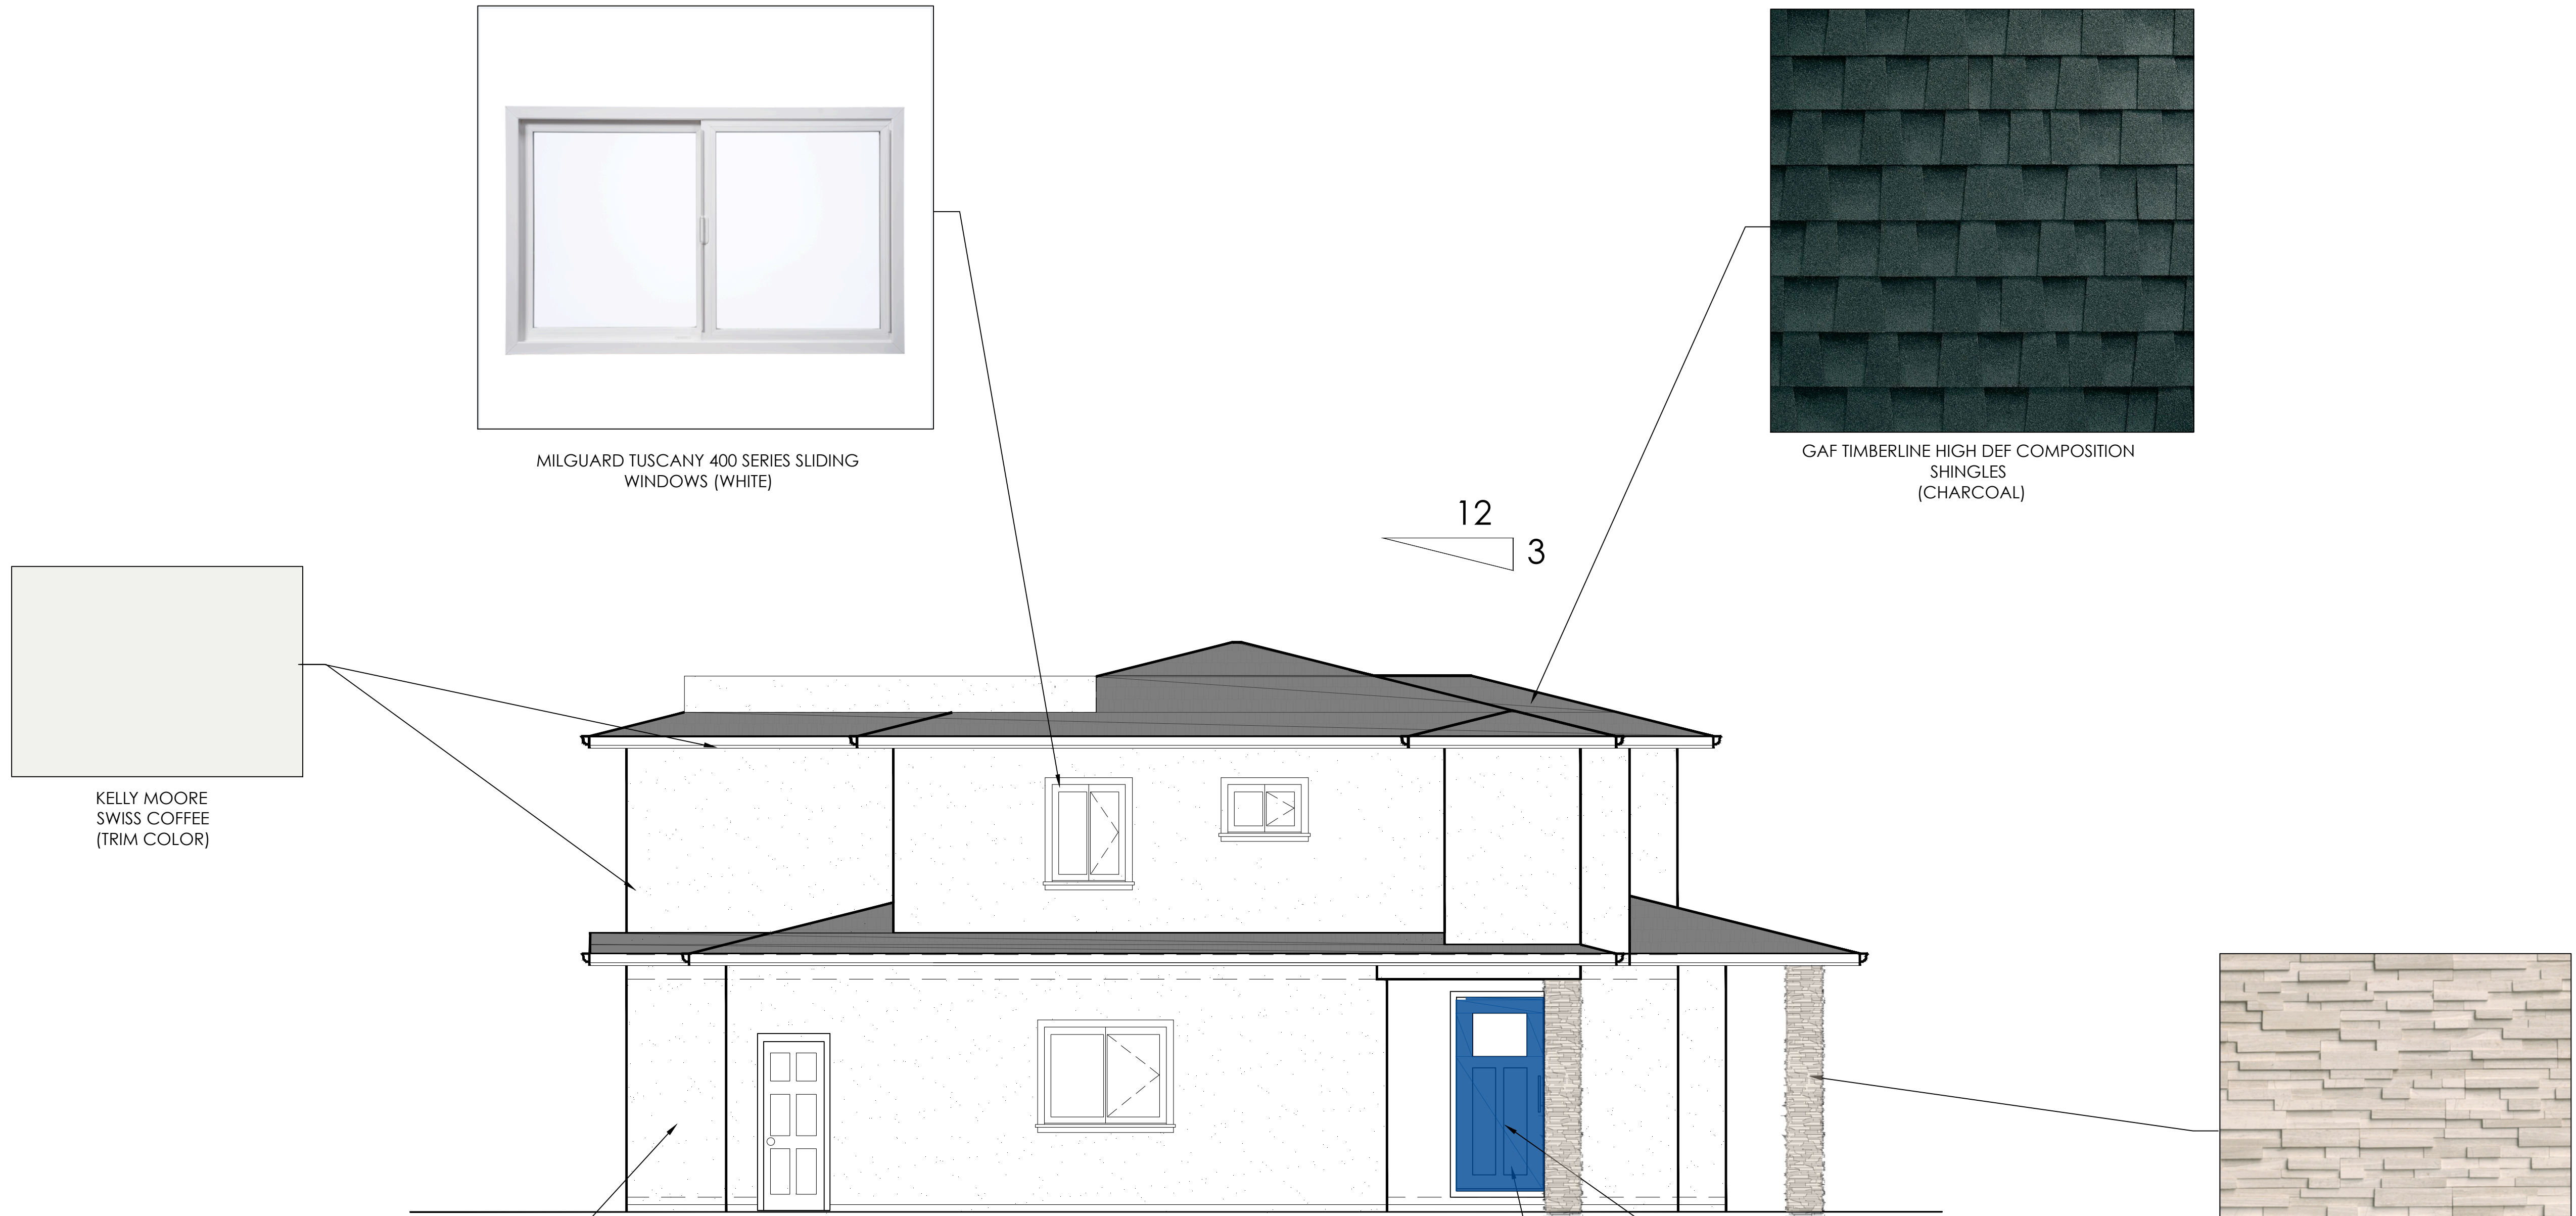 MILGUARD TUSCANY 400 SERIES SLIDING
WINDOWS (WHITE)
GAF TIMBERLINE HIGH DEF COMPOSITION
SHINGLES
(CHARCOAL)
12
3
KELLY MOORE
SWISS COFFEE
(TRIM COLOR)